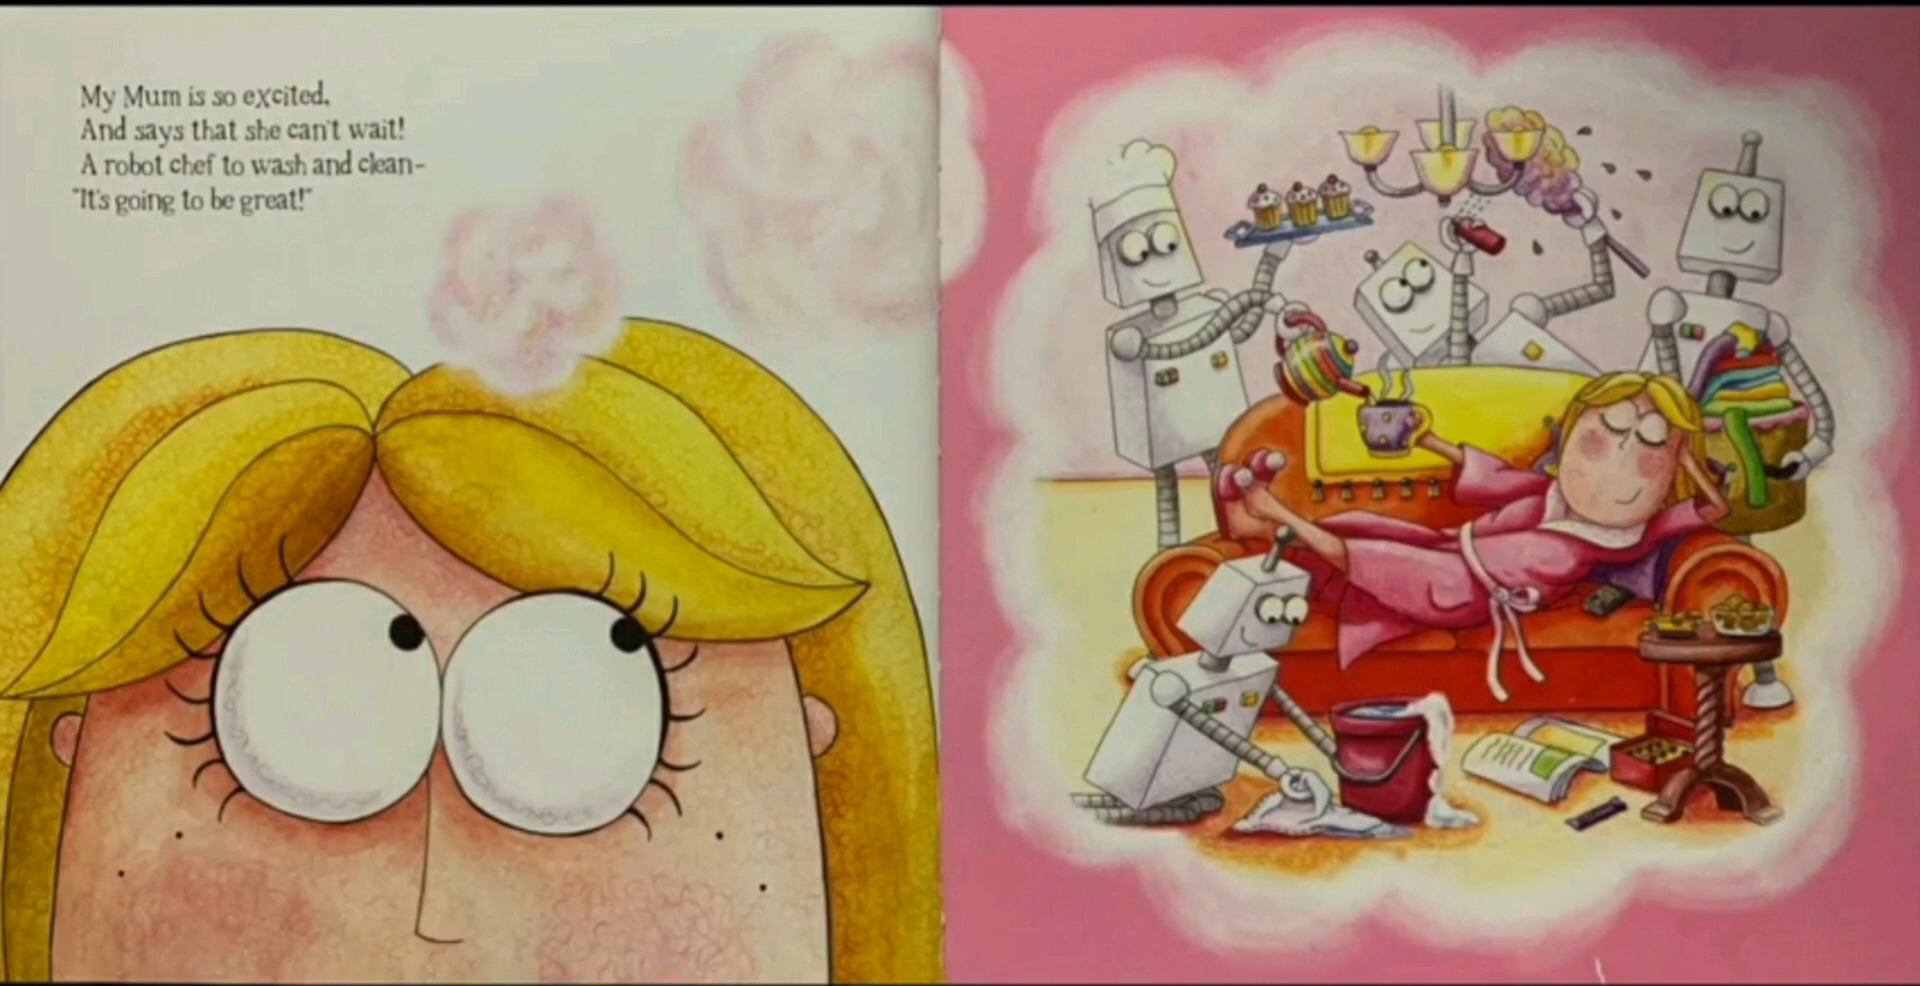 My Mum is so excited,
And says that she can't wait!
A robot chef to wash and clean-
"It's going to be great!"